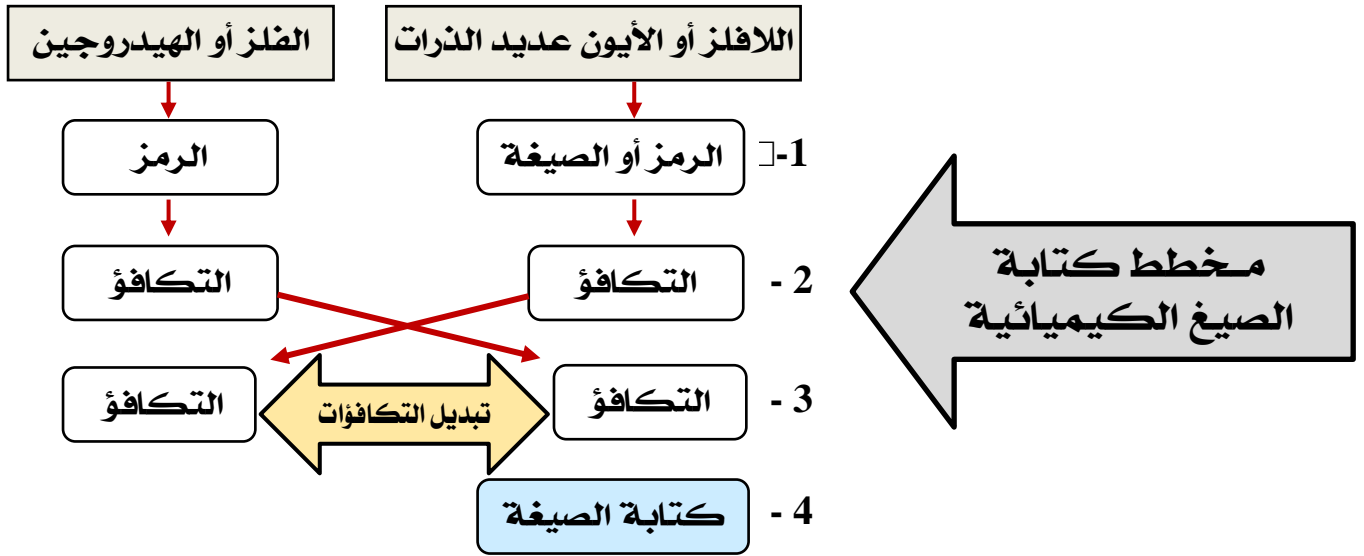 اللافلز أو الأيون عديد الذرات
الفلز أو الهيدروجين
1-
الرمز أو الصيغة
الرمز
2 -
التكافؤ
التكافؤ
3 -
التكافؤ
تبديل التكافؤات
التكافؤ
4 -
كتابة الصيغة
مخطط كتابة
الصيغ الكيميائية